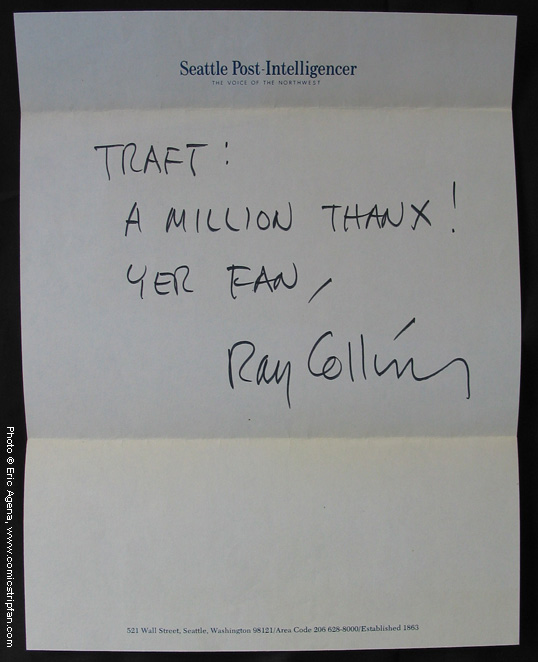 Seattle Post-Intelligencer
THE VOICE OF THE NORTHWEST
TRAFT:
A MILLION THANX!
YER FAN,
Ray Collins
521 Wall Street, Seattle, Washington 98121/Area Code 206 628-8000/Established 1863
Photo © Eric Agena, www.comicstripfan.com